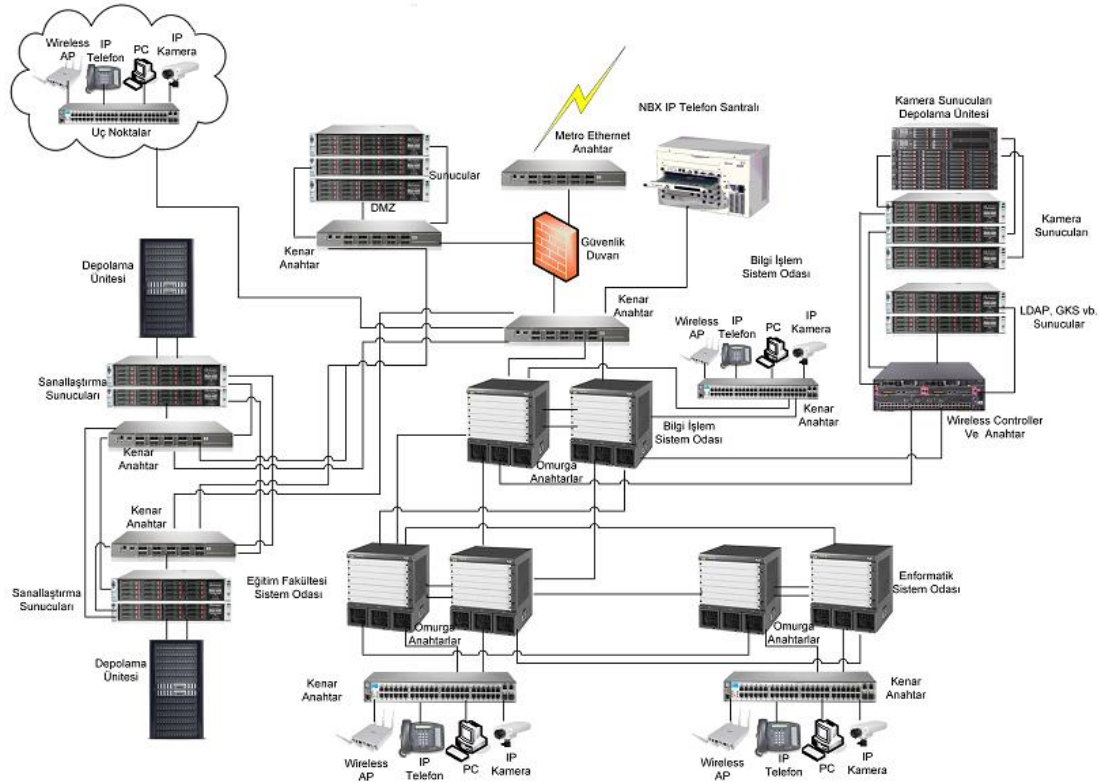 Wireless
AP
IP
Telefon
PC
IP
Kamera
Uç Noktalar
Sunucular
DMZ
Kenar
Anahtar
Metro Ethernet
Anahtar
NBX IP Telefon Santralı
Güvenlik
Duvarı
Kamera Sunucuları
Depolama Ünitesi
Kamera
Sunucuları
LDAP, GKS vb.
Sunucular
Wireless Controller
Ve Anahtar
Depolama
Ünitesi
Sanallaştırma
Sunucuları
Kenar
Anahtar
Kenar
Anahtar
Bilgi İşlem
Sistem Odası
Wireless
AP
IP
Telefon
PC
IP
Kamera
Kenar
Anahtar
Bilgi İşlem
Sistem Odası
Omurga
Anahtarlar
Kenar
Anahtar
Sanallaştırma
Sunucuları
Depolama
Ünitesi
Eğitim Fakültesi
Sistem Odası
Omurga
Anahtarlar
Omurga
Anahtarlar
Enformatik
Sistem Odası
Kenar
Anahtar
Wireless
AP
IP
Telefon
PC
IP
Kamera
Kenar
Anahtar
Wireless
AP
IP
Telefon
PC
IP
Kamera